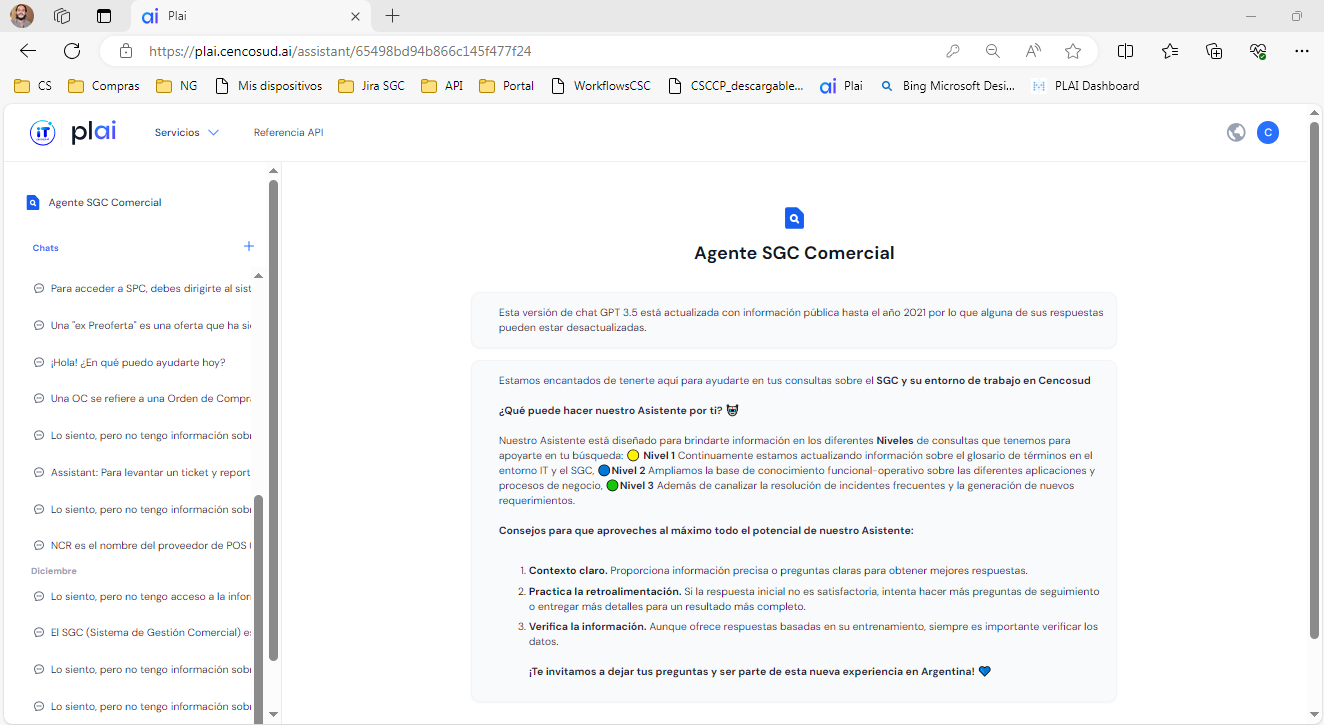 Plai
https://plai.cencosud.ai/assistant/65498bd94b866c145f477f24
CS
Compras
NG
Mis dispositivos
Jira SGC
API
Portal
WorkflowsCSC
CSCCP_descargable...
ai
Plai
Bing Microsoft Desi...
PLAI Dashboard
iT
plai
Servicios
Referencia API
C
Agente SGC Comercial
Chats
Para acceder a SPC, debes dirigirte al sist
Una "ex Preoferta" es una oferta que ha si
¡Hola! ¿En qué puedo ayudarte hoy?
Una OC se refiere a una Orden de Compr
Lo siento, pero no tengo información sob
Assistant: Para levantar un ticket y report
Lo siento, pero no tengo información sob
NCR es el nombre del proveedor de POS (
Diciembre
Lo siento, pero no tengo acceso a la infor
El SGC (Sistema de Gestión Comercial) e
Lo siento, pero no tengo información sob
Lo siento, pero no tengo información sob
Agente SGC Comercial
Esta versión de chat GPT 3.5 está actualizada con información pública hasta el año 2021 por lo que alguna de sus respuestas
pueden estar desactualizadas.
Estamos encantados de tenerte aquí para ayudarte en tus consultas sobre el SGC y su entorno de trabajo en Cencosud
¿Qué puede hacer nuestro Asistente por ti?
Nuestro Asistente está diseñado para brindarte información en los diferentes Niveles de consultas que tenemos para
apoyarte en tu búsqueda: Nivel 1 Continuamente estamos actualizando información sobre el glosario de términos en el
entorno IT y el SGC, Nivel 2 Ampliamos la base de conocimiento funcional-operativo sobre las diferentes aplicaciones y
procesos de negocio, Nivel 3 Además de canalizar la resolución de incidentes frecuentes y la generación de nuevos
requerimientos.
Consejos para que aproveches al máximo todo el potencial de nuestro Asistente:
1. Contexto claro. Proporciona información precisa o preguntas claras para obtener mejores respuestas.
2. Practica la retroalimentación. Si la respuesta inicial no es satisfactoria, intenta hacer más preguntas de seguimiento
o entregar más detalles para un resultado más completo.
3. Verifica la información. Aunque ofrece respuestas basadas en su entrenamiento, siempre es importante verificar los
datos.
¡Te invitamos a dejar tus preguntas y ser parte de esta nueva experiencia en Argentina!